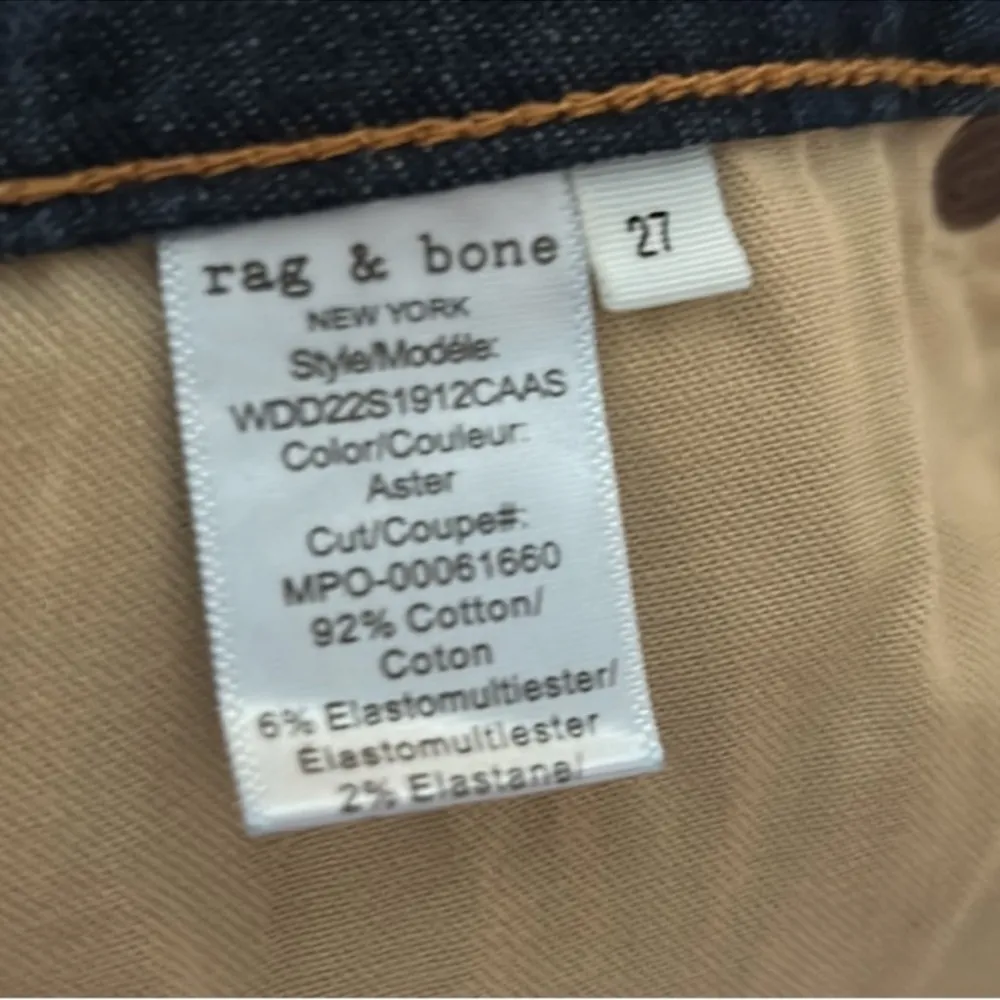 rag & bone
NEW YORK
Style/Modéle:
WDD22S1912CAAS
Color/Couleur:
Aster
Cut/Coupe#:
MPO-00061660
92% Cotton/
Coton
6% Elastomultiester/
Élastomultiester
2% Elastane/
27